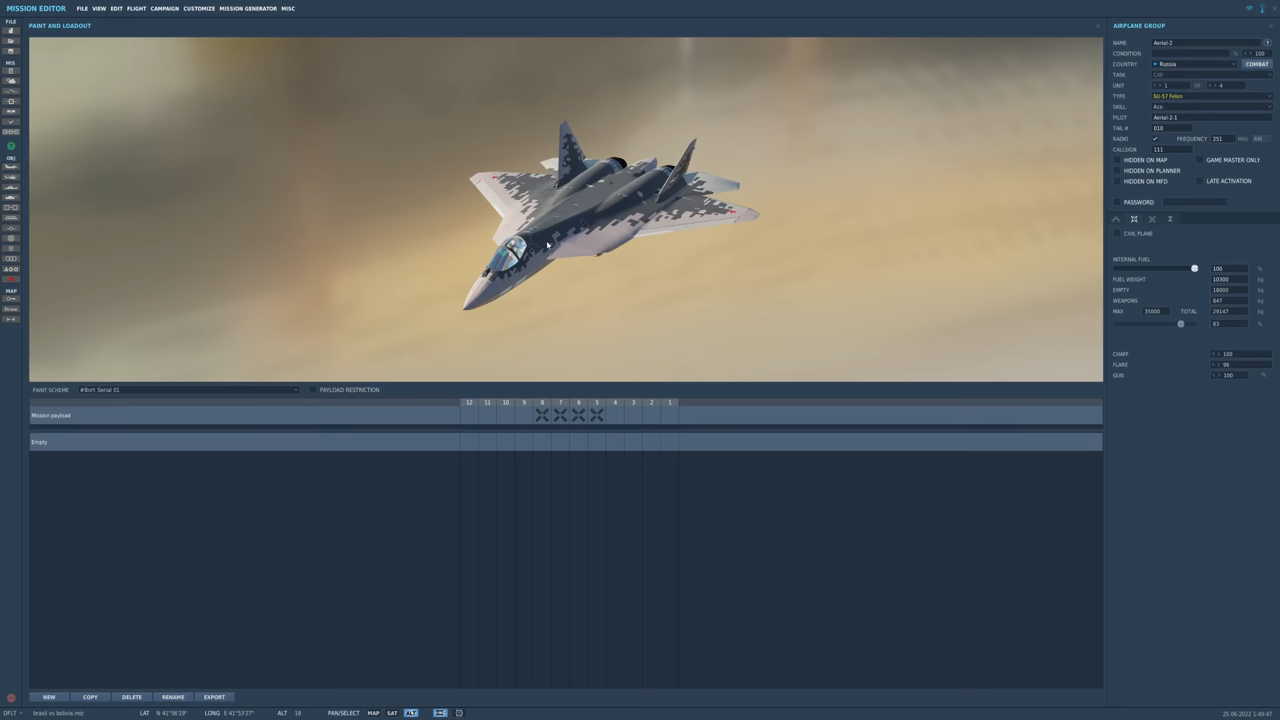 MISSION EDITOR FILE VIEW EDIT FLIGHT CAMPAIGN CUSTOMIZE MISSION GENERATOR MISC
FILE
MIS
OBJ
MAP
Draw
PAINT AND LOADOUT
PAINT SCHEME #Bort Serial 01 PAYLOAD RESTRICTION
12 11 10 9 8 7 6 5 4 3 2 1
Mission payload
Empty
NEW COPY DELETE RENAME EXPORT
AIRPLANE GROUP
NAME Aerial-2 ?
CONDITION % < > 100
COUNTRY Russia COMBAT
TASK CAP
UNIT < > 1 OF < > 4
TYPE SU-57 Felon
SKILL Ace
PILOT Aerial-2-1
TAIL # 010
RADIO FREQUENCY 251 MHz AM
CALLSIGN 111
HIDDEN ON MAP GAME MASTER ONLY
HIDDEN ON PLANNER
HIDDEN ON MFD LATE ACTIVATION
PASSWORD
CIVIL PLANE
INTERNAL FUEL
100 %
FUEL WEIGHT 10300 kg
EMPTY 18000 kg
WEAPONS 847 kg
MAX 35000 TOTAL 29147 kg
83 %
CHAFF < > 100
FLARE < > 96
GUN < > 100 %
DFLT brasil vs bolivia.miz LAT N 41°56'19" LONG E 41°53'27" ALT 18 PAN/SELECT MAP SAT ALT 25.06.2022 1:49:47